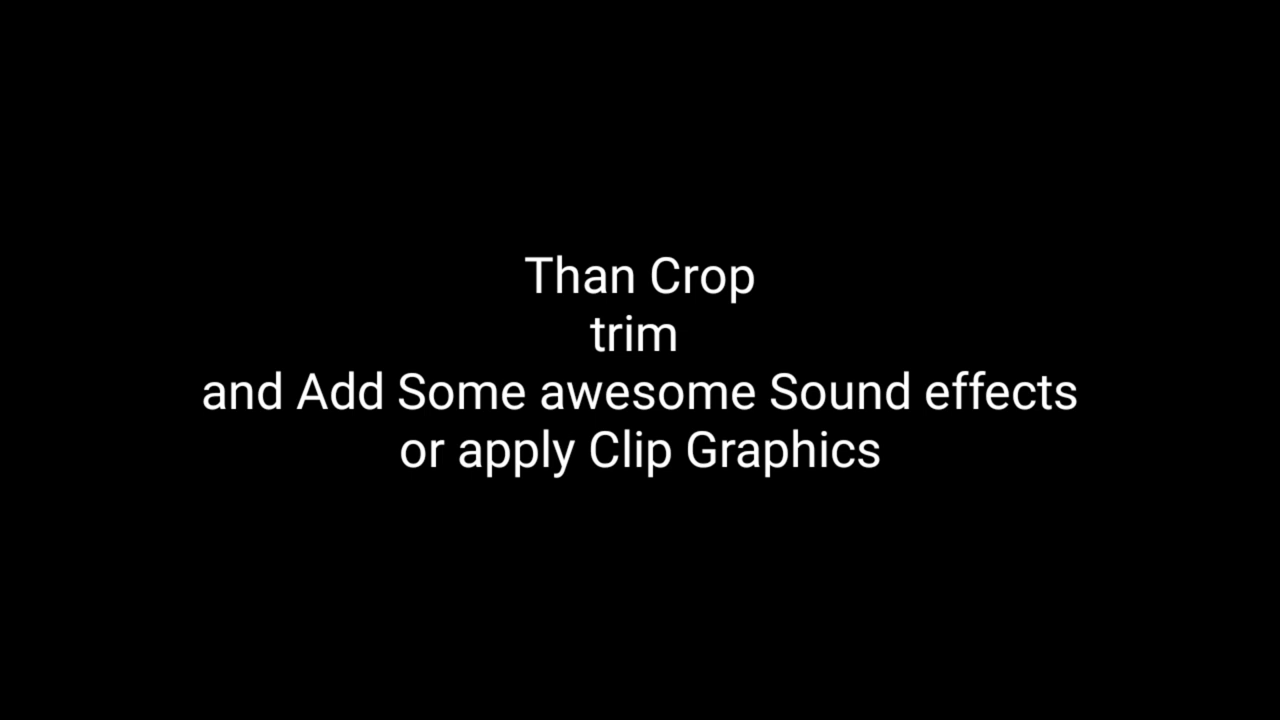 Than Crop
trim
and Add Some awesome Sound effects
or apply Clip Graphics